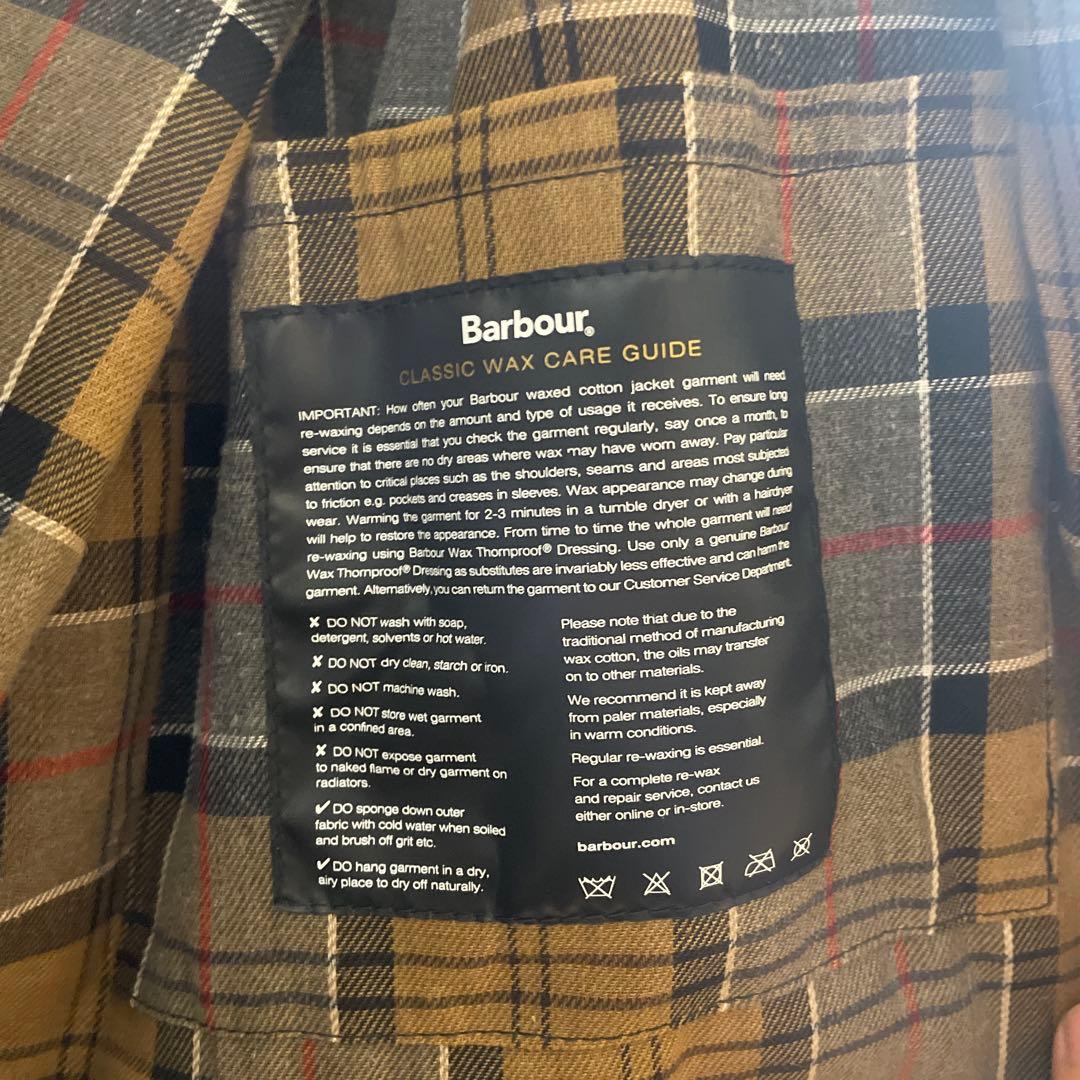 Barbour®
CLASSIC WAX CARE GUIDE
IMPORTANT: How often your Barbour waxed cotton jacket garment will need
re-waxing depends on the amount and type of usage it receives. To ensure long
service it is essential that you check the garment regularly, say once a month, to
ensure that there are no dry areas where wax may have worn away. Pay particular
attention to critical places such as the shoulders, seams and areas most subjected
to friction e.g. pockets and creases in sleeves. Wax appearance may change during
wear. Warming the garment for 2-3 minutes in a tumble dryer or with a hairdryer
will help to restore the appearance. From time to time the whole garment will need
re-waxing using Barbour Wax Thornproof® Dressing. Use only a genuine Barbour
Wax Thornproof® Dressing as substitutes are invariably less effective and can harm the
garment. Alternatively, you can return the garment to our Customer Service Department.
✘ DO NOT wash with soap,
detergent, solvents or hot water.
✘ DO NOT dry clean, starch or iron.
✘ DO NOT machine wash.
✘ DO NOT store wet garment
in a confined area.
✘ DO NOT expose garment
to naked flame or dry garment on
radiators.
✔ DO sponge down outer
fabric with cold water when soiled
and brush off grit etc.
✔ DO hang garment in a dry,
airy place to dry off naturally.
Please note that due to the
traditional method of manufacturing
wax cotton, the oils may transfer
on to other materials.
We recommend it is kept away
from paler materials, especially
in warm conditions.
Regular re-waxing is essential.
For a complete re-wax
and repair service, contact us
either online or in-store.
barbour.com